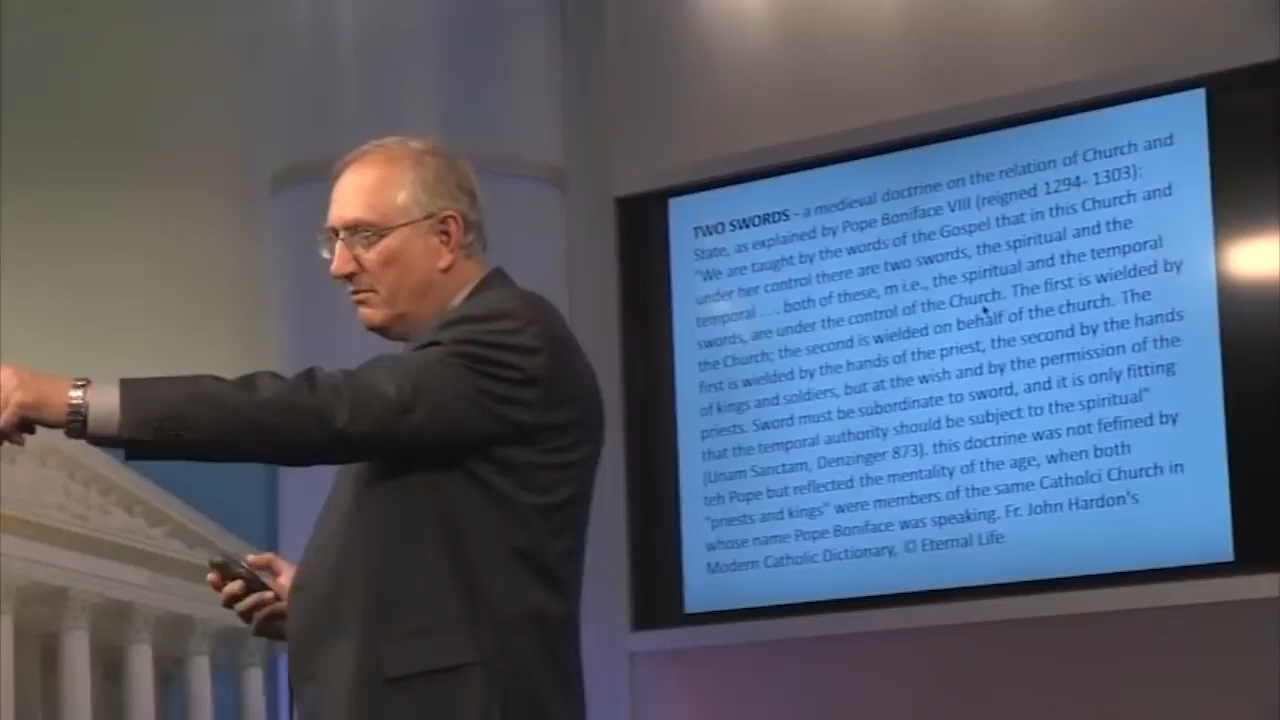 TWO SWORDS - a medieval doctrine on the relation of Church and
State, as explained by Pope Boniface VIII (reigned 1294- 1303):
"We are taught by the words of the Gospel that in this Church and
under her control there are two swords, the spiritual and the
temporal . . . both of these, m i.e., the spiritual and the temporal
swords, are under the control of the Church. The first is wielded by
the Church; the second is wielded on behalf of the church. The
first is wielded by the hands of the priest, the second by the hands
of kings and soldiers, but at the wish and by the permission of the
priests. Sword must be subordinate to sword, and it is only fitting
that the temporal authority should be subject to the spiritual"
(Unam Sanctam, Denzinger 873). this doctrine was not fefined by
teh Pope but reflected the mentality of the age, when both
"priests and kings" were members of the same Catholci Church in
whose name Pope Boniface was speaking. Fr. John Hardon's
Modern Catholic Dictionary, © Eternal Life